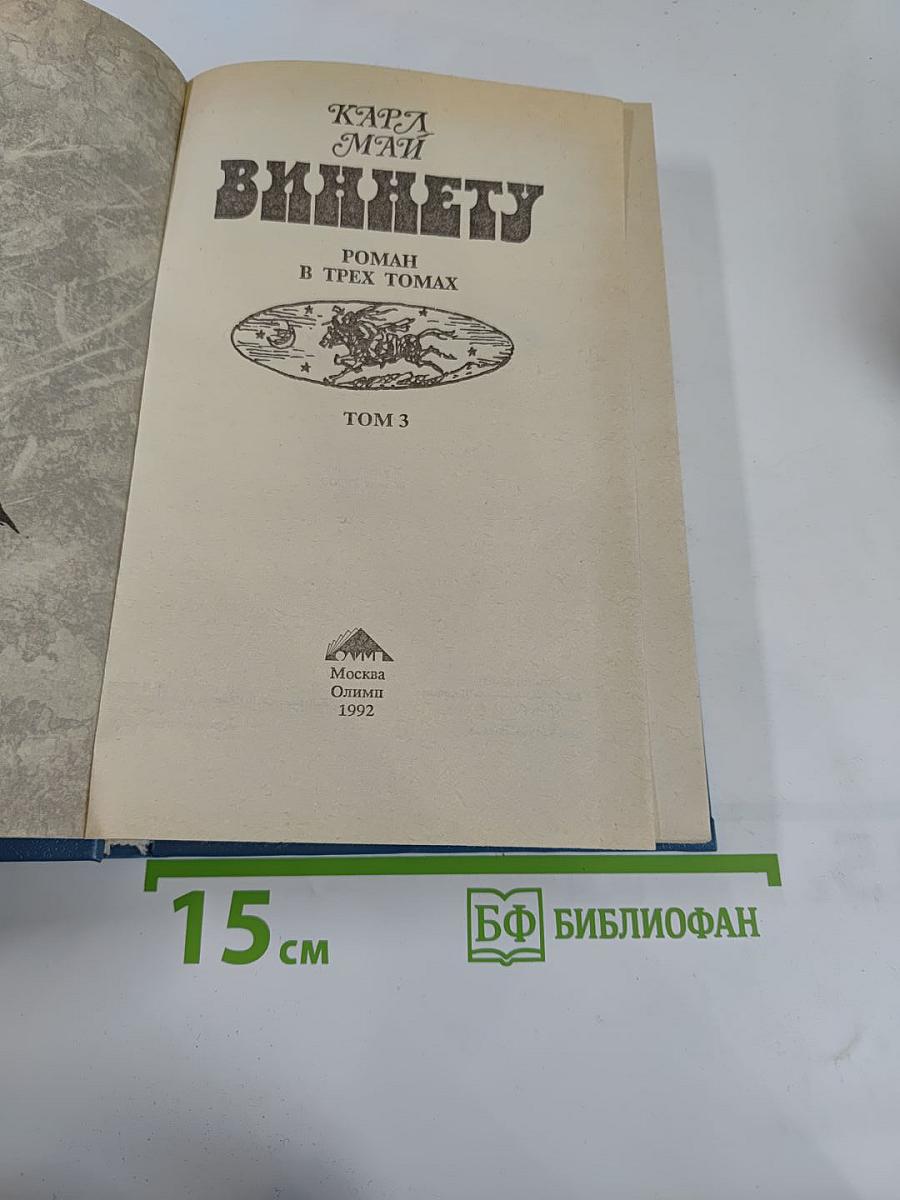 КАРЛ
МАЙ
ВИННЕТУ
РОМАН
В ТРЕХ ТОМАХ
ТОМ 3
ОЛИМП
Москва
Олимп
1992
15 см
БФ БИБЛИОФАН